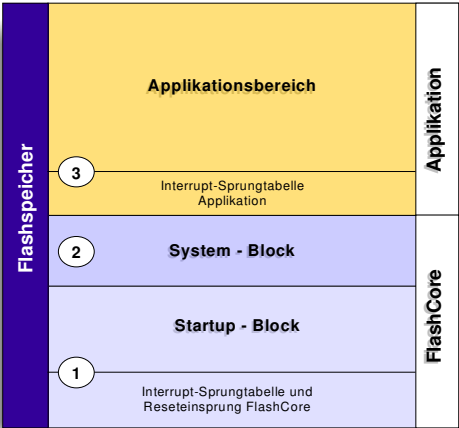 Flashspeicher
Applikationsbereich
Applikation
3
Interrupt-Sprungtabelle
Applikation
2
System - Block
FlashCore
Startup - Block
1
Interrupt-Sprungtabelle und
Reseteinsprung FlashCore